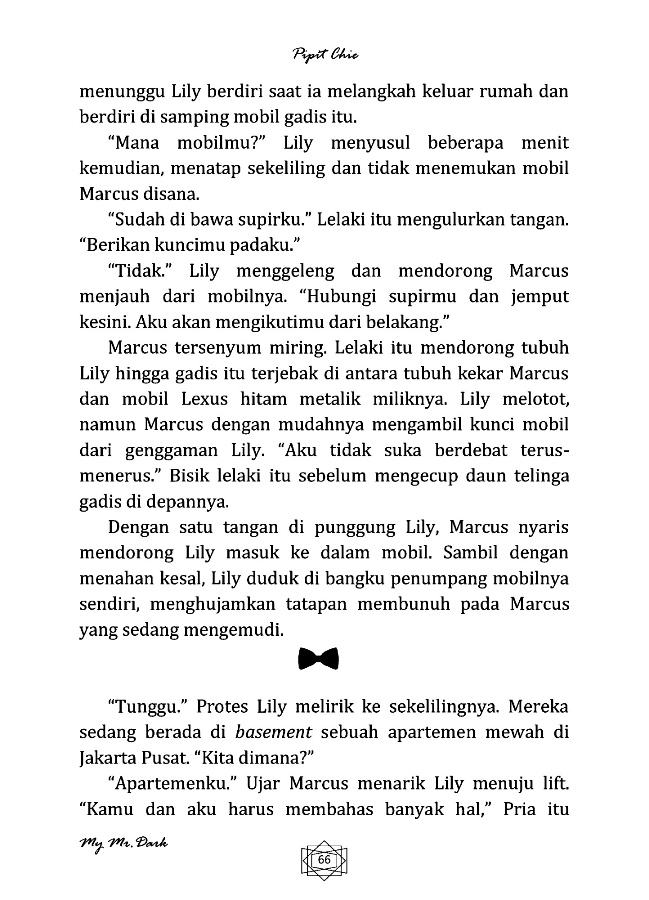 Pipit Chie
menunggu Lily berdiri saat ia melangkah keluar rumah dan
berdiri di samping mobil gadis itu.
“Mana mobilmu?” Lily menyusul beberapa menit
kemudian, menatap sekeliling dan tidak menemukan mobil
Marcus disana.
“Sudah di bawa supirku.” Lelaki itu mengulurkan tangan.
“Berikan kuncimu padaku.”
“Tidak.” Lily menggeleng dan mendorong Marcus
menjauh dari mobilnya. “Hubungi supirmu dan jemput
kesini. Aku akan mengikutimu dari belakang.”
Marcus tersenyum miring. Lelaki itu mendorong tubuh
Lily hingga gadis itu terjebak di antara tubuh kekar Marcus
dan mobil Lexus hitam metalik miliknya. Lily melotot,
namun Marcus dengan mudahnya mengambil kunci mobil
dari genggaman Lily. “Aku tidak suka berdebat terus-
menerus.” Bisik lelaki itu sebelum mengecup daun telinga
gadis di depannya.
Dengan satu tangan di punggung Lily, Marcus nyaris
mendorong Lily masuk ke dalam mobil. Sambil dengan
menahan kesal, Lily duduk di bangku penumpang mobilnya
sendiri, menghujamkan tatapan membunuh pada Marcus
yang sedang mengemudi.
“Tunggu.” Protes Lily melirik ke sekelilingnya. Mereka
sedang berada di basement sebuah apartemen mewah di
Jakarta Pusat. “Kita dimana?”
“Apartemenku.” Ujar Marcus menarik Lily menuju lift.
“Kamu dan aku harus membahas banyak hal,” Pria itu
My Mr. Dark
66